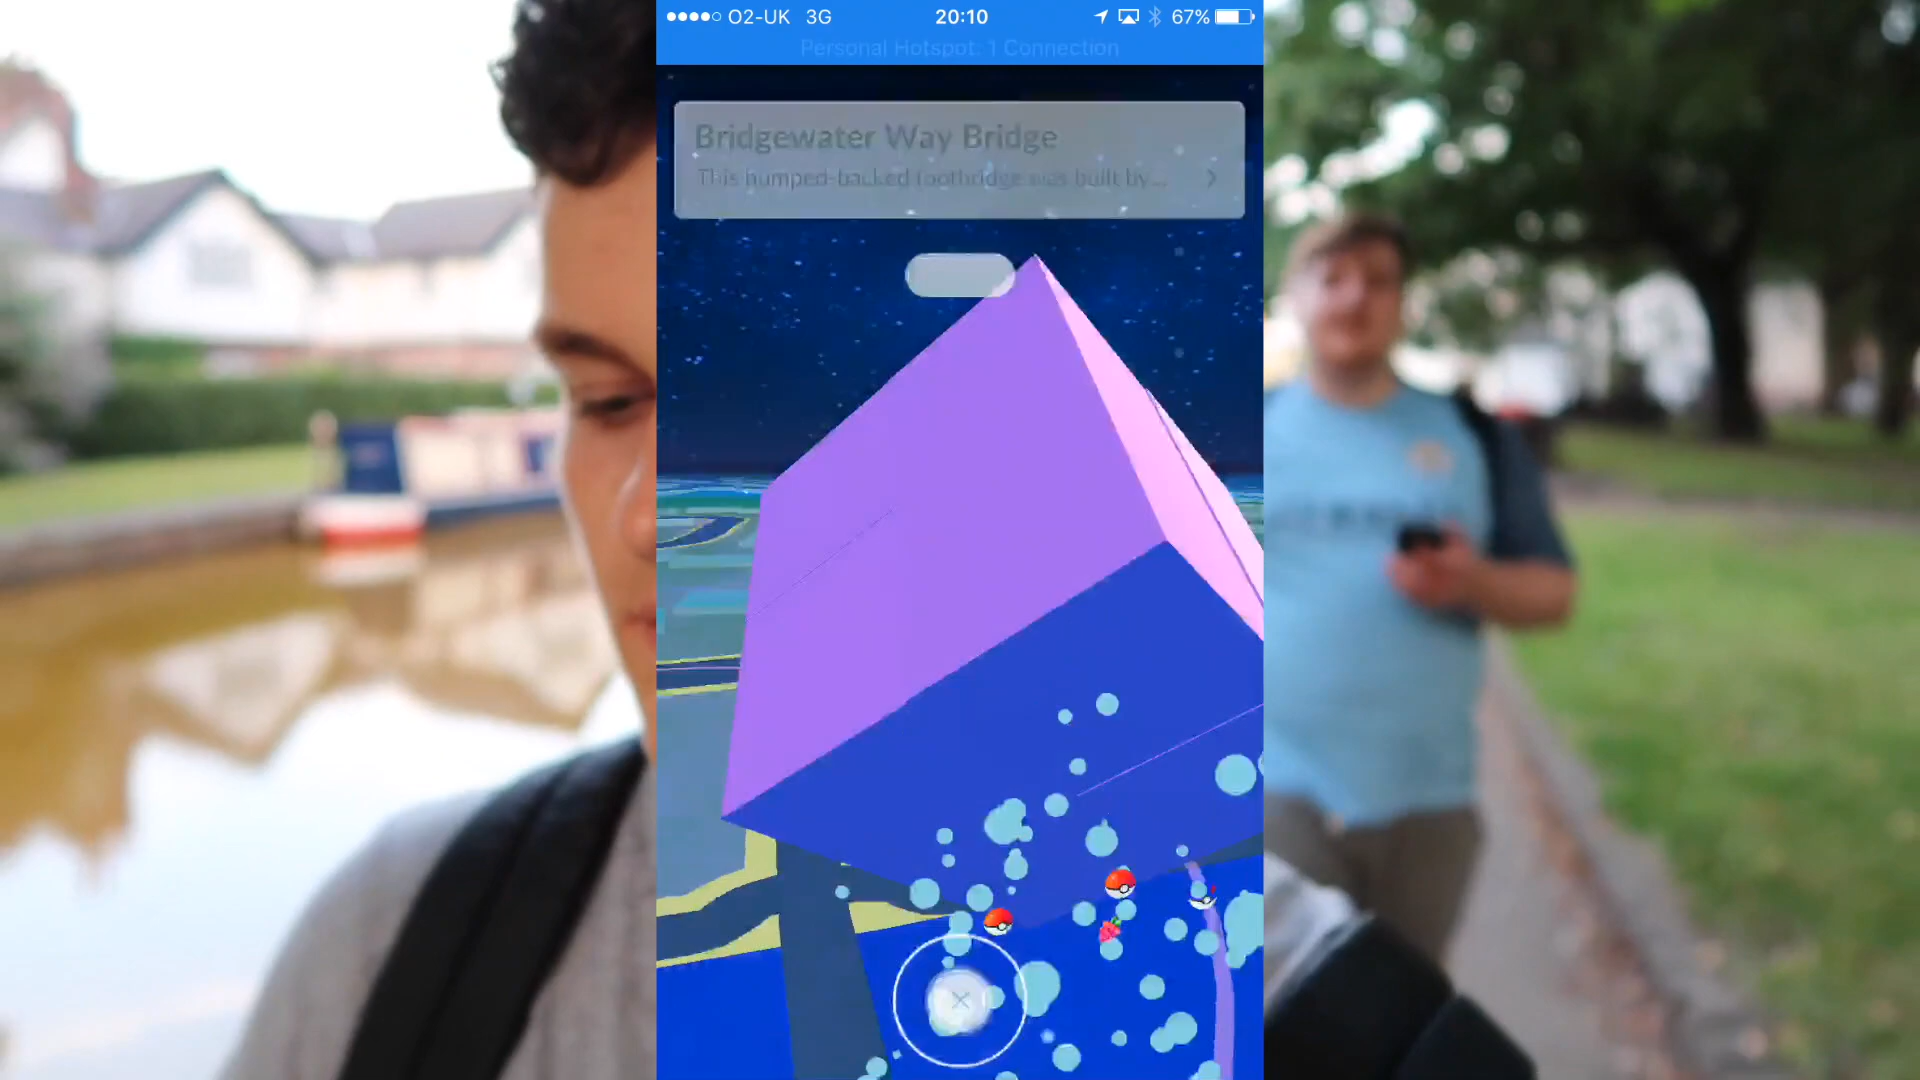 O2-UK 3G 20:10 67%
Personal Hotspot: 1 Connection
Bridgewater Way Bridge
This humped-backed footbridge was built by...